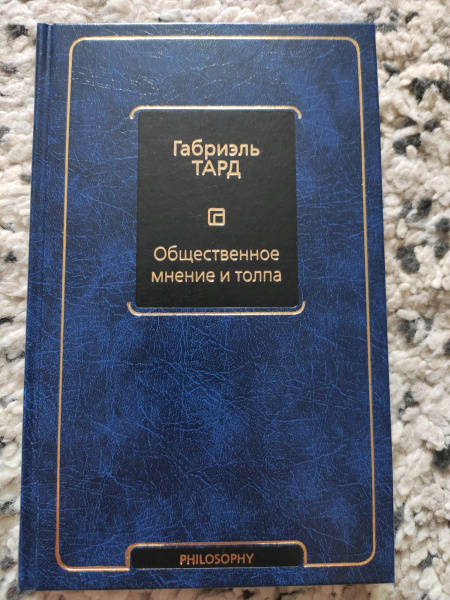 Габриэль
ТАРД
Общественное
мнение и толпа
PHILOSOPHY